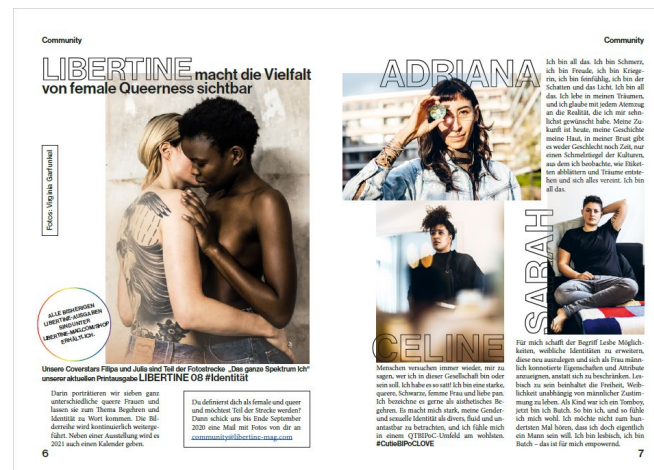 Community
LIBERTINE macht die Vielfalt
von female Queerness sichtbar
Fotos: Virginia Garfunkel
ALLE BISHERIGEN
LIBERTINE-AUSGABEN
SIND UNTER
LIBERTINE-MAG.COM/SHOP
ERHÄLTLICH.
Unsere Coverstars Filipa und Julia sind Teil der Fotostrecke „Das ganze Spektrum Ich“
unserer aktuellen Printausgabe LIBERTINE 08 #Identität
Darin porträtieren wir sieben ganz
unterschiedliche queere Frauen und
lassen sie zum Thema Begehren und
Identität zu Wort kommen. Die Bil-
derreihe wird kontinuierlich weiterge-
führt. Neben einer Ausstellung wird es
2021 auch einen Kalender geben.
Du definierst dich als female und queer
und möchtest Teil der Strecke werden?
Dann schick uns bis Ende September
2020 eine Mail mit Fotos von dir an
community@libertine-mag.com
6
Community
ADRIANA
Ich bin all das. Ich bin Schmerz,
ich bin Freude, ich bin Kriege-
rin, ich bin feinfühlig, ich bin der
Schatten und das Licht. Ich bin all
das. Ich lebe in meinen Träumen,
und ich glaube mit jedem Atemzug
an die Realität, die ich mir sehn-
lichst gewünscht habe. Meine Zu-
kunft ist heute, meine Geschichte
meine Haut, in meiner Brust gibt
es weder Geschlecht noch Zeit, nur
einen Schmelztiegel der Kulturen,
aus dem ich beobachte, wie Etiket-
ten abblättern und Träume entste-
hen und sich alles vereint. Ich bin
all das.
CELINE
Menschen versuchen immer wieder, mir zu
sagen, wer ich in dieser Gesellschaft bin oder
sein soll. Ich habe es so satt! Ich bin eine starke,
queere, Schwarze, femme Frau und liebe pan.
Ich bezeichne es gerne als ästhetisches Be-
gehren. Es macht mich stark, meine Gender-
und sexuelle Identität als divers, fluid und un-
antastbar zu betrachten, und ich fühle mich
in einem QTBIPoC-Umfeld am wohlsten.
#CutieBIPoCLOVE
SARAH
Für mich schafft der Begriff Lesbe Möglich-
keiten, weibliche Identitäten zu erweitern,
diese neu auszulegen und sich als Frau männ-
lich konnotierte Eigenschaften und Attribute
anzueignen, anstatt sich zu beschränken. Les-
bisch zu sein beinhaltet die Freiheit, Weib-
lichkeit unabhängig von männlicher Zustim-
mung zu leben. Als Kind war ich ein Tomboy,
jetzt bin ich Butch. So bin ich, und so fühle
ich mich wohl. Ich möchte nicht zum hun-
dertsten Mal hören, dass ich doch eigentlich
ein Mann sein will. Ich bin lesbisch, ich bin
Butch – das ist für mich empowernd.
7